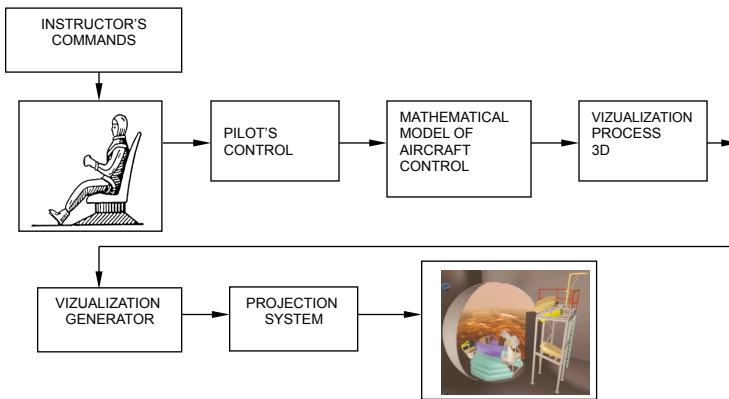 INSTRUCTOR'S
COMMANDS
PILOT'S
CONTROL
MATHEMATICAL
MODEL OF
AIRCRAFT
CONTROL
VIZUALIZATION
PROCESS
3D
VIZUALIZATION
GENERATOR
PROJECTION
SYSTEM